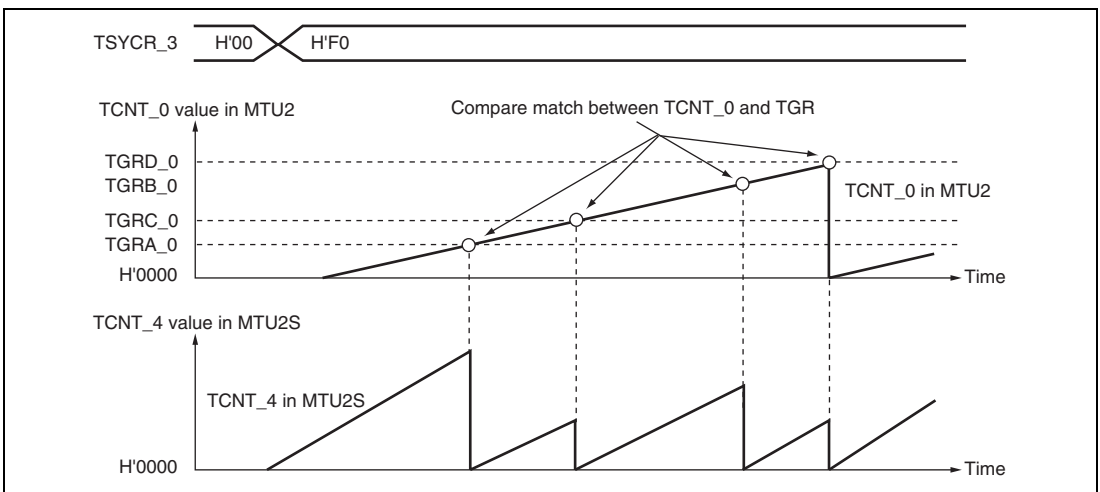 TSYCR_3 H'00 H'F0
TCNT_0 value in MTU2
Compare match between TCNT_0 and TGR
TGRD_0
TGRB_0
TCNT_0 in MTU2
TGRC_0
TGRA_0
H'0000
Time
TCNT_4 value in MTU2S
TCNT_4 in MTU2S
H'0000
Time